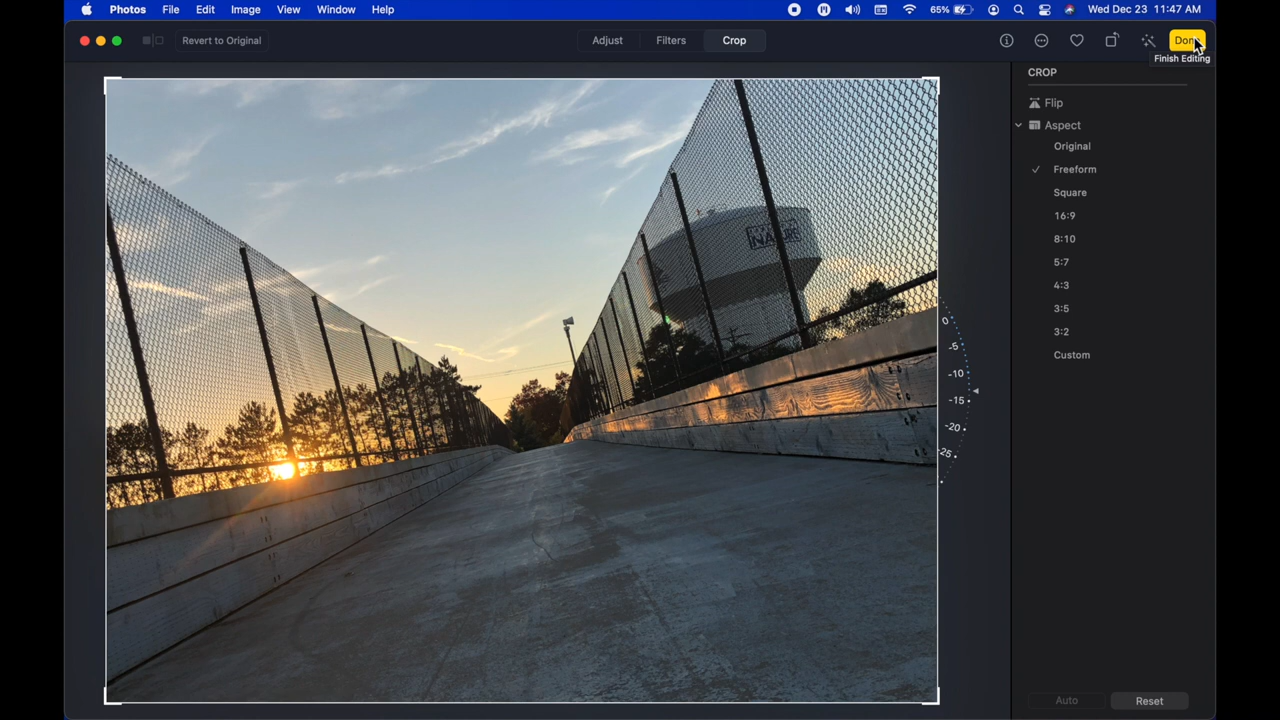 Photos File Edit Image View Window Help 65% Wed Dec 23 11:47 AM
Revert to Original Adjust Filters Crop Done
Finish Editing
CROP
Flip
Aspect
Original
Freeform
Square
16:9
8:10
5:7
4:3
3:5
3:2
Custom
0
-5
-10
-15
-20
-25
Auto Reset